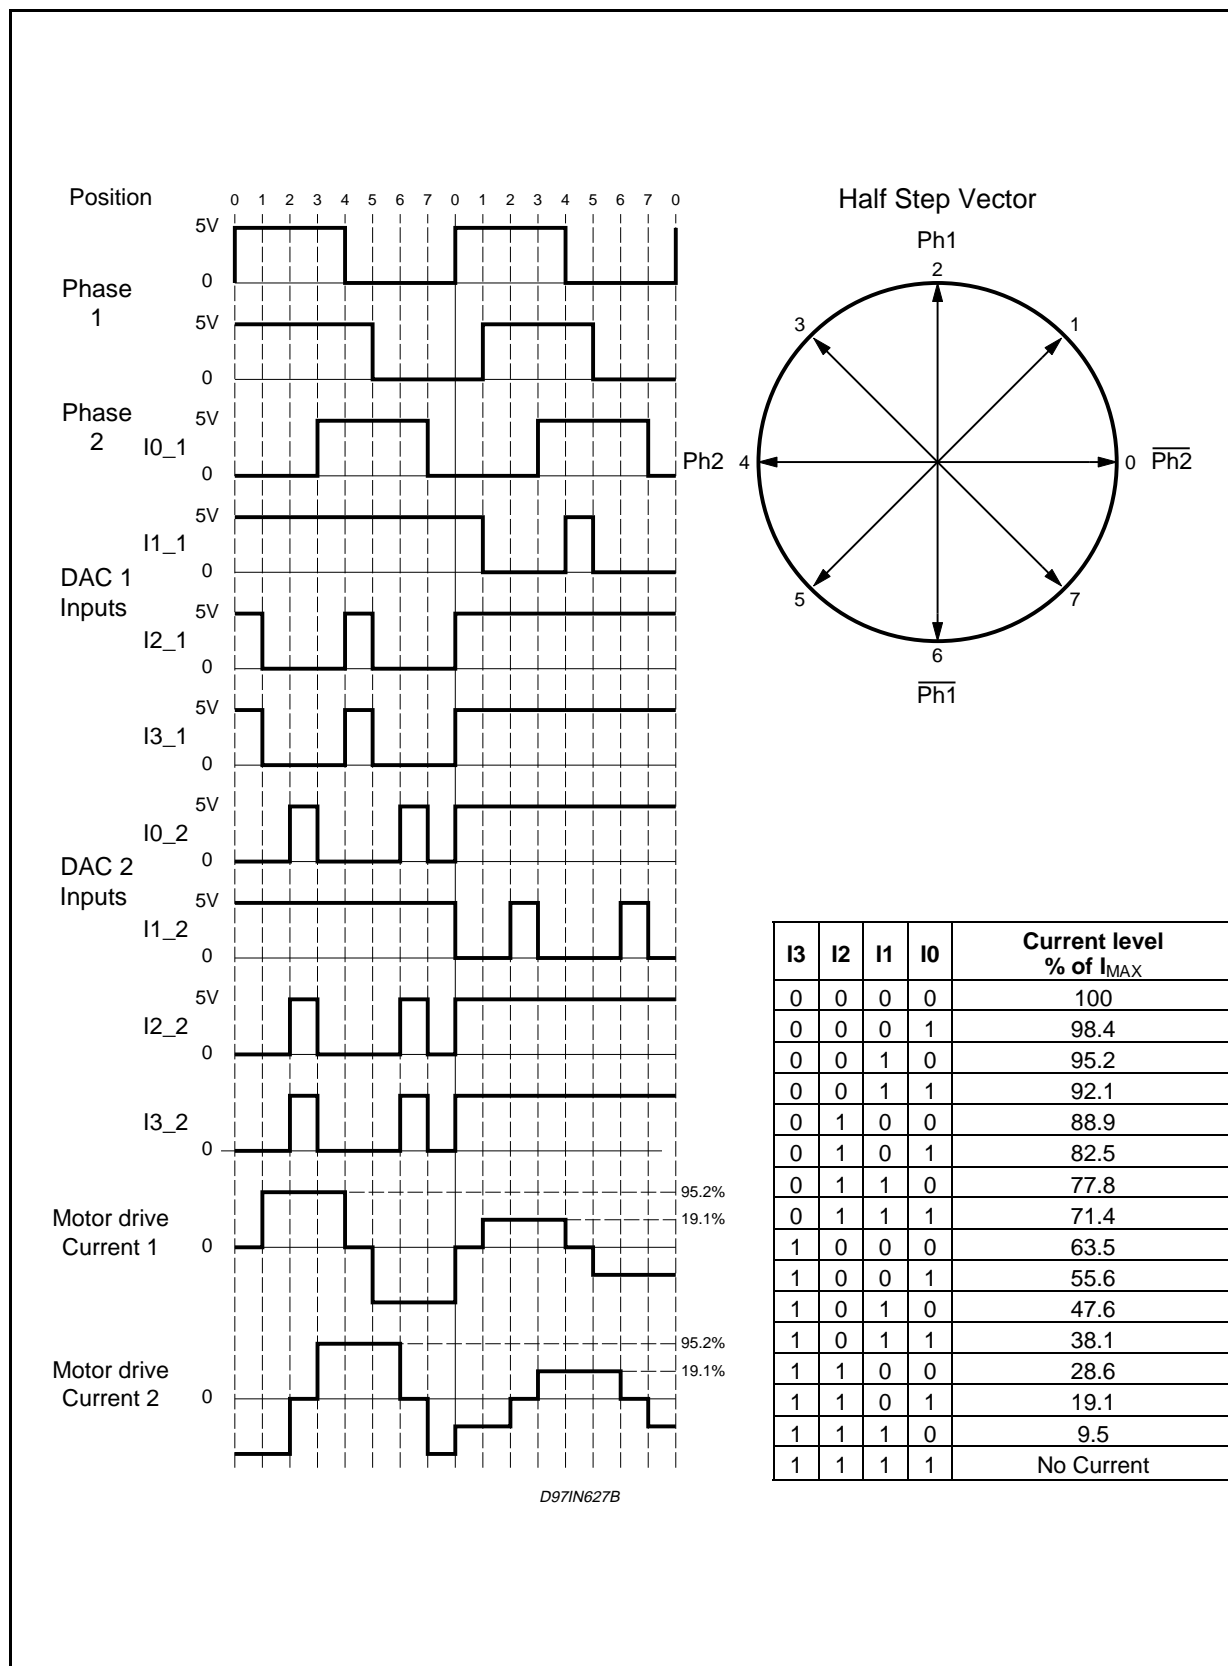 Position
0 1 2 3 4 5 6 7 0 1 2 3 4 5 6 7 0
5V
0
Phase
1
5V
0
Phase
2
I0_1
5V
0
5V
I1_1
0
DAC 1
Inputs
5V
I2_1
0
5V
I3_1
0
5V
I0_2
0
DAC 2
Inputs
5V
I1_2
0
5V
I2_2
0
I3_2
0
95.2%
19.1%
Motor drive
Current 1
0
95.2%
19.1%
Motor drive
Current 2
0
D97IN627B
Half Step Vector
Ph1
2
3
1
Ph2
4
0
Ph2
5
7
6
Ph1
I3 I2 I1 I0 Current level
% of IMAX
0 0 0 0 100
0 0 0 1 98.4
0 0 1 0 95.2
0 0 1 1 92.1
0 1 0 0 88.9
0 1 0 1 82.5
0 1 1 0 77.8
0 1 1 1 71.4
1 0 0 0 63.5
1 0 0 1 55.6
1 0 1 0 47.6
1 0 1 1 38.1
1 1 0 0 28.6
1 1 0 1 19.1
1 1 1 0 9.5
1 1 1 1 No Current